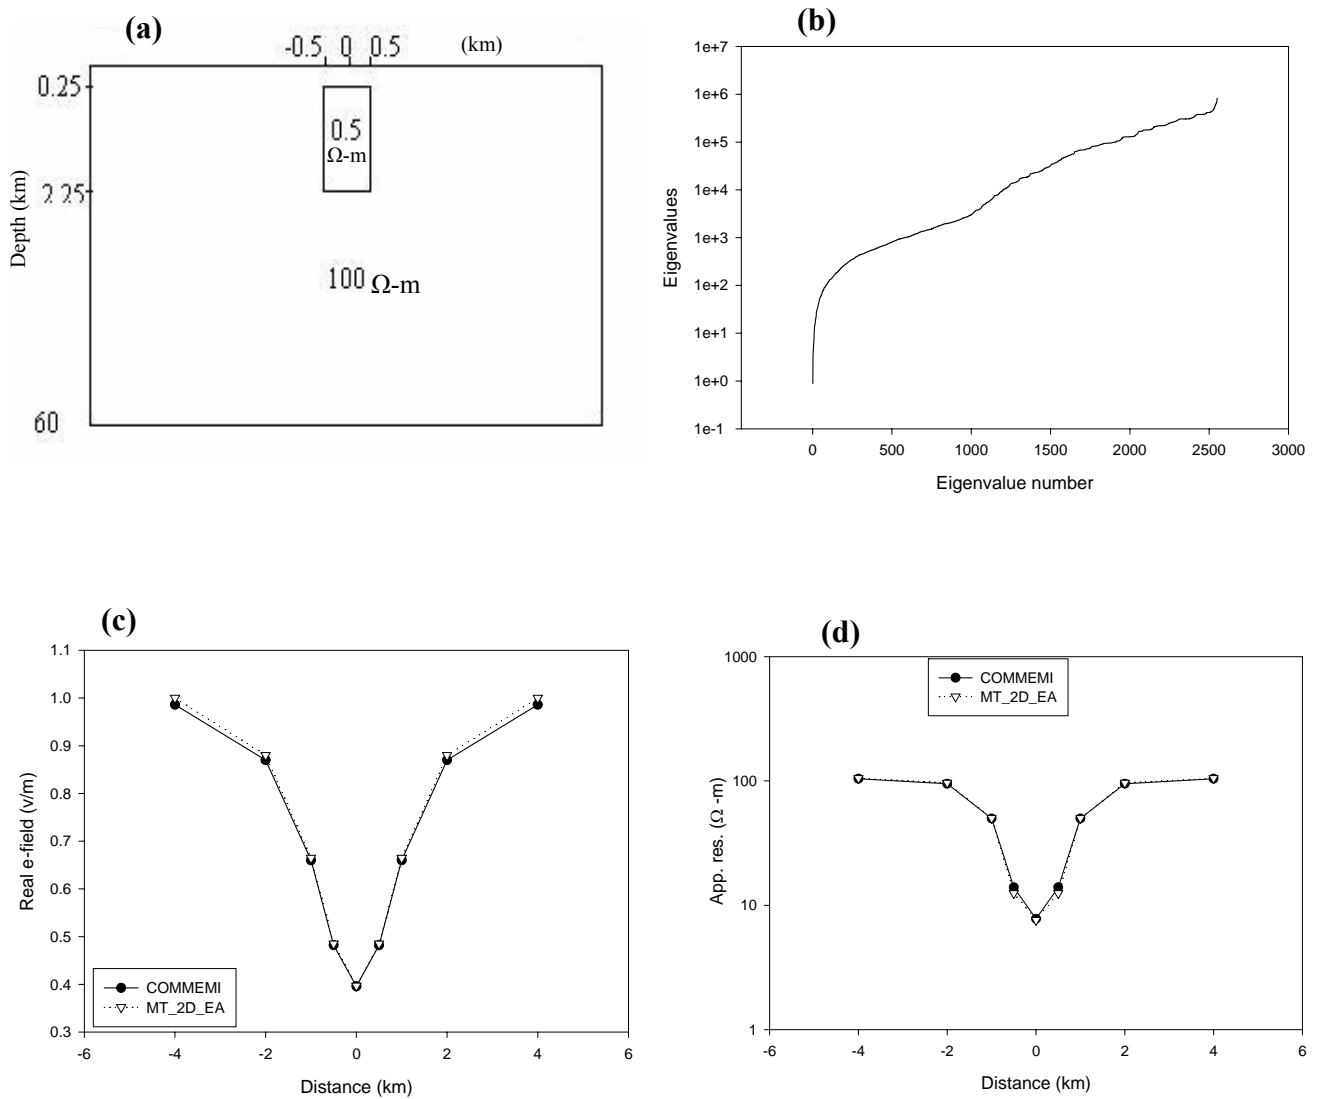 (a)
-0.5 0 0.5 (km)
0.25
0.5
Ω-m
2.25
Depth (km)
100 Ω-m
60
(b)
1e+7
1e+6
1e+5
1e+4
1e+3
1e+2
1e+1
1e+0
1e-1
Eigenvalues
0 500 1000 1500 2000 2500 3000
Eigenvalue number
(c)
1.1
1.0
0.9
0.8
0.7
0.6
0.5
0.4
0.3
Real e-field (v/m)
COMMEMI
MT_2D_EA
-6 -4 -2 0 2 4 6
Distance (km)
(d)
1000
100
10
1
App. res. (Ω -m)
COMMEMI
MT_2D_EA
-6 -4 -2 0 2 4 6
Distance (km)